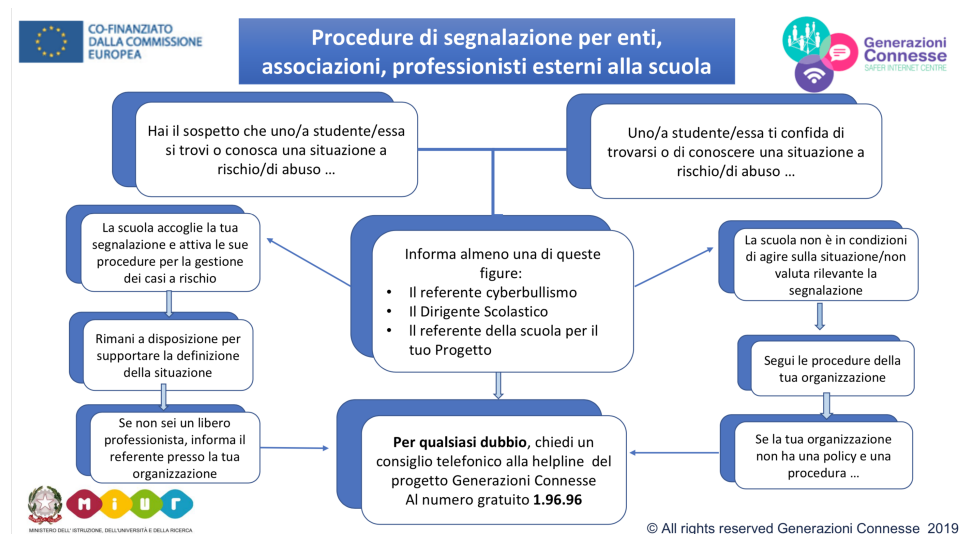 CO-FINANZIATO
DALLA COMMISSIONE
EUROPEA
Procedure di segnalazione per enti,
associazioni, professionisti esterni alla scuola
Generazioni
Connesse
SAFER INTERNET CENTRE
Hai il sospetto che uno/a studente/essa
si trovi o conosca una situazione a
rischio/di abuso …
Uno/a studente/essa ti confida di
trovarsi o di conoscere una situazione a
rischio/di abuso …
La scuola accoglie la tua
segnalazione e attiva le sue
procedure per la gestione
dei casi a rischio
Informa almeno una di queste
figure:
• Il referente cyberbullismo
• Il Dirigente Scolastico
• Il referente della scuola per il
tuo Progetto
La scuola non è in condizioni
di agire sulla situazione/non
valuta rilevante la
segnalazione
Rimani a disposizione per
supportare la definizione
della situazione
Segui le procedure della
tua organizzazione
Se non sei un libero
professionista, informa il
referente presso la tua
organizzazione
Per qualsiasi dubbio, chiedi un
consiglio telefonico alla helpline del
progetto Generazioni Connesse
Al numero gratuito 1.96.96
Se la tua organizzazione
non ha una policy e una
procedura …
miur
MINISTERO DELL' ISTRUZIONE, DELL'UNIVERSITÀ E DELLA RICERCA
© All rights reserved Generazioni Connesse 2019